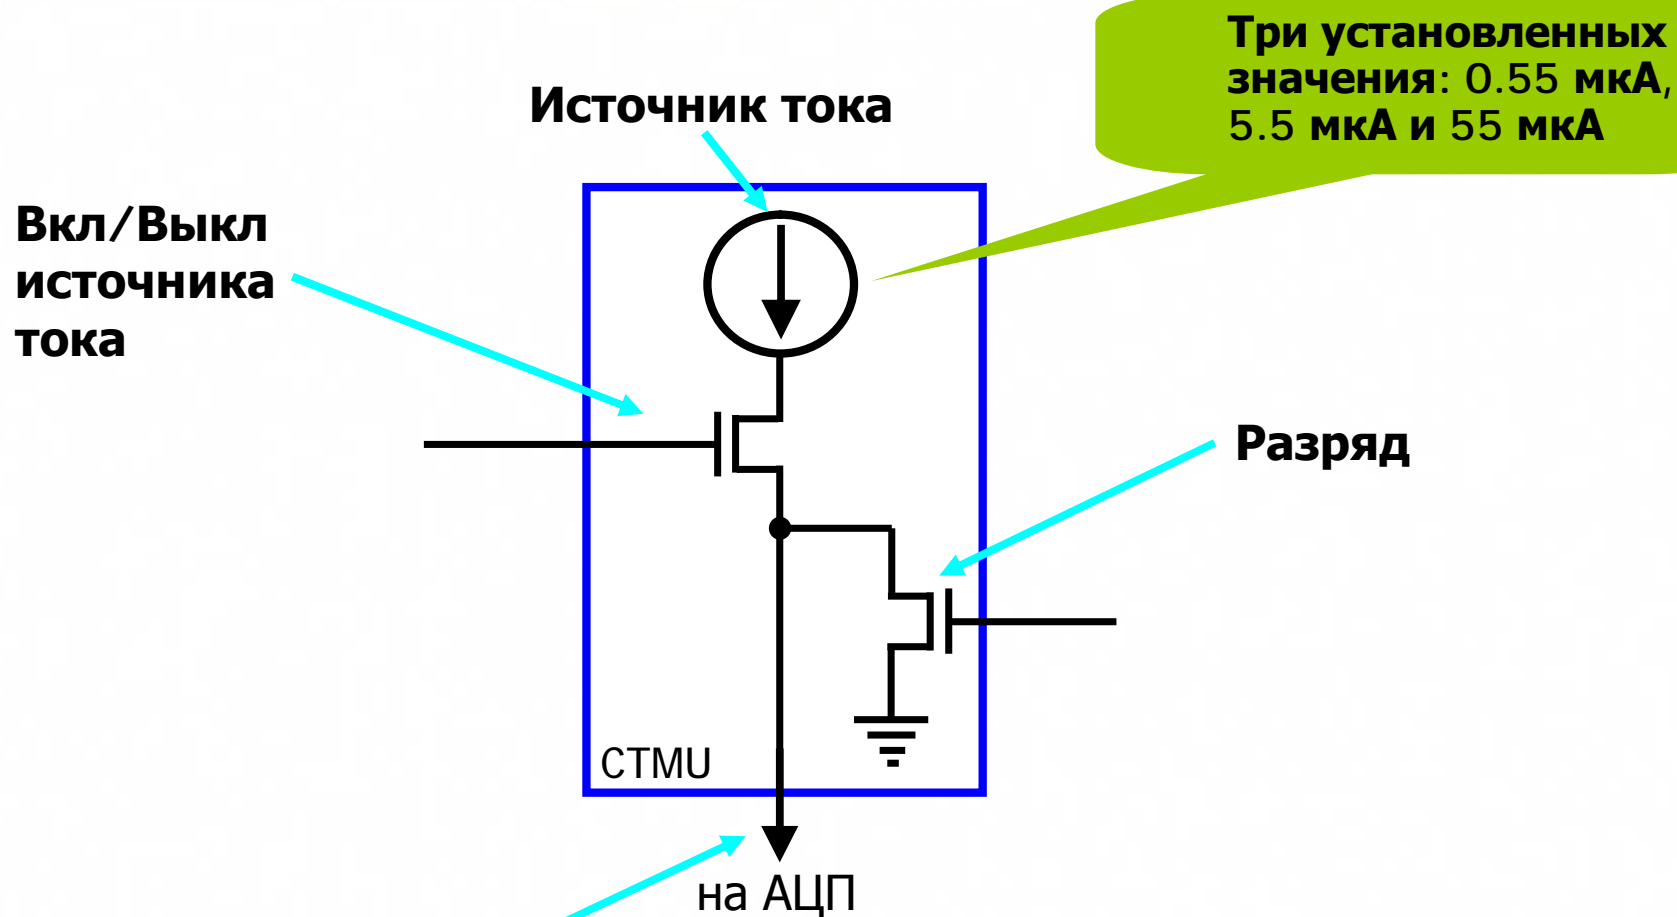 Три установленных
значения: 0.55 мкА,
5.5 мкА и 55 мкА
Источник тока
Вкл/Выкл
источника
тока
Разряд
CTMU
на АЦП